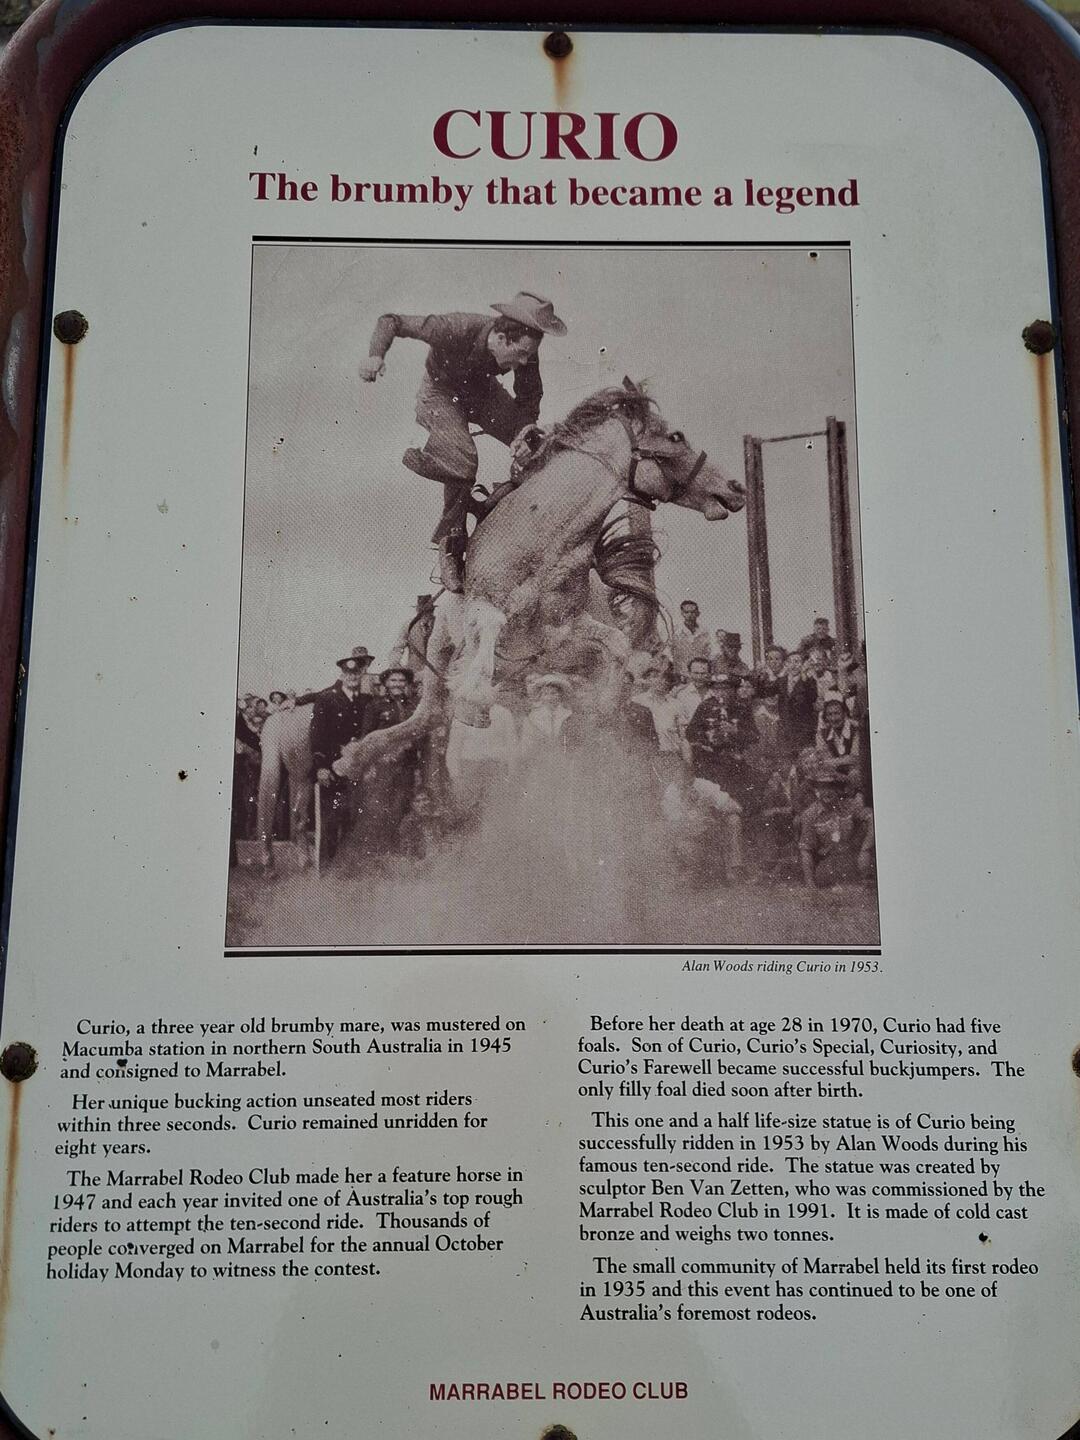 CURIO
The brumby that became a legend
Alan Woods riding Curio in 1953.
Curio, a three year old brumby mare, was mustered on
Macumba station in northern South Australia in 1945
and consigned to Marrabel.
Her unique bucking action unseated most riders
within three seconds. Curio remained unridden for
eight years.
The Marrabel Rodeo Club made her a feature horse in
1947 and each year invited one of Australia's top rough
riders to attempt the ten-second ride. Thousands of
people converged on Marrabel for the annual October
holiday Monday to witness the contest.
Before her death at age 28 in 1970, Curio had five
foals. Son of Curio, Curio's Special, Curiosity, and
Curio's Farewell became successful buckjumpers. The
only filly foal died soon after birth.
This one and a half life-size statue is of Curio being
successfully ridden in 1953 by Alan Woods during his
famous ten-second ride. The statue was created by
sculptor Ben Van Zetten, who was commissioned by the
Marrabel Rodeo Club in 1991. It is made of cold cast
bronze and weighs two tonnes.
The small community of Marrabel held its first rodeo
in 1935 and this event has continued to be one of
Australia's foremost rodeos.
MARRABEL RODEO CLUB